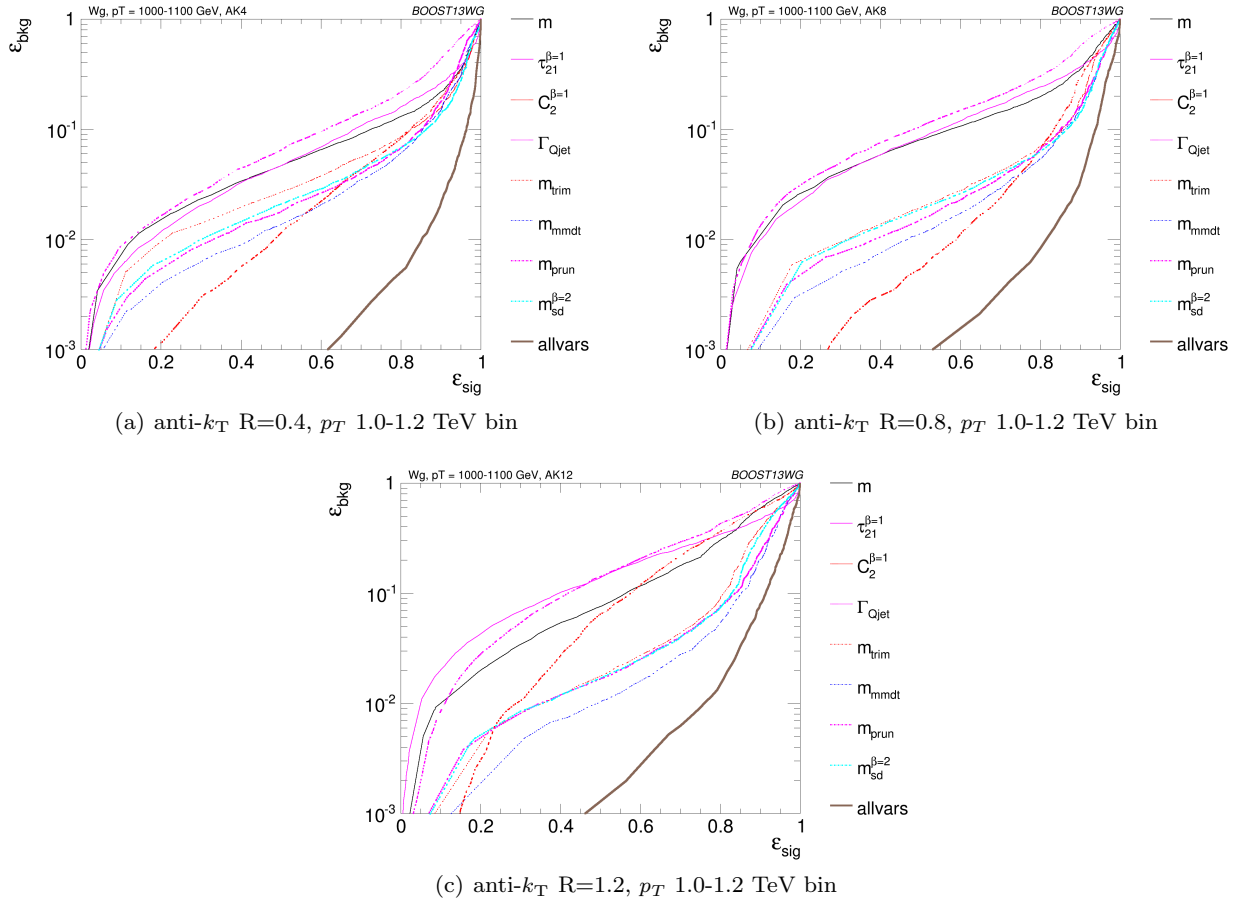 Wg, pT = 1000-1100 GeV, AK4 BOOST13WG
ε_bkg
1
10^-1
10^-2
10^-3
0 0.2 0.4 0.6 0.8 1
ε_sig
m
τ_21^β=1
C_2^β=1
Γ_Qjet
m_trim
m_mmdt
m_prun
m_sd^β=2
allvars
(a) anti-k_T R=0.4, p_T 1.0-1.2 TeV bin
Wg, pT = 1000-1100 GeV, AK8 BOOST13WG
ε_bkg
1
10^-1
10^-2
10^-3
0 0.2 0.4 0.6 0.8 1
ε_sig
m
τ_21^β=1
C_2^β=1
Γ_Qjet
m_trim
m_mmdt
m_prun
m_sd^β=2
allvars
(b) anti-k_T R=0.8, p_T 1.0-1.2 TeV bin
Wg, pT = 1000-1100 GeV, AK12 BOOST13WG
ε_bkg
1
10^-1
10^-2
10^-3
0 0.2 0.4 0.6 0.8 1
ε_sig
m
τ_21^β=1
C_2^β=1
Γ_Qjet
m_trim
m_mmdt
m_prun
m_sd^β=2
allvars
(c) anti-k_T R=1.2, p_T 1.0-1.2 TeV bin